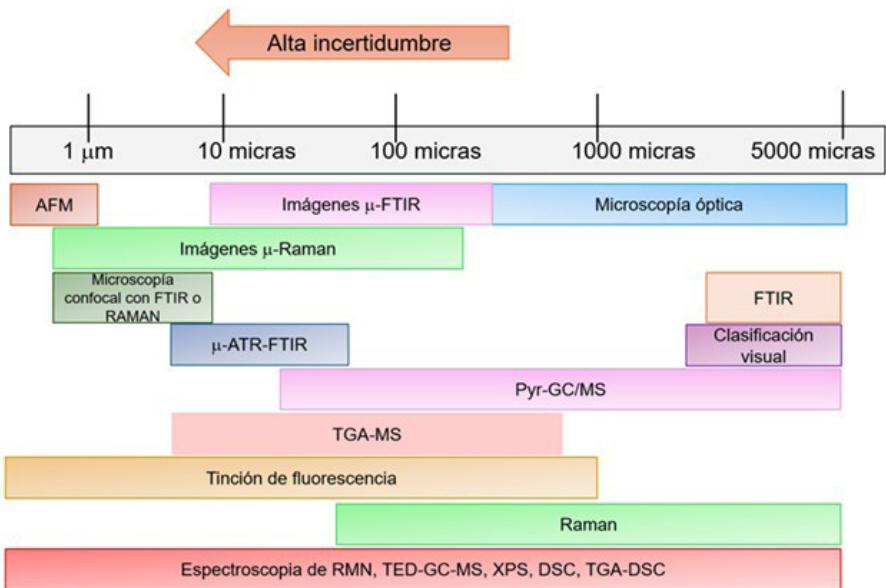 Alta incertidumbre
1 μm
10 micras
100 micras
1000 micras
5000 micras
AFM
Imágenes μ-FTIR
Microscopía óptica
Imágenes μ-Raman
Microscopía
confocal con FTIR o
RAMAN
FTIR
μ-ATR-FTIR
Clasificación
visual
Pyr-GC/MS
TGA-MS
Tinción de fluorescencia
Raman
Espectroscopia de RMN, TED-GC-MS, XPS, DSC, TGA-DSC